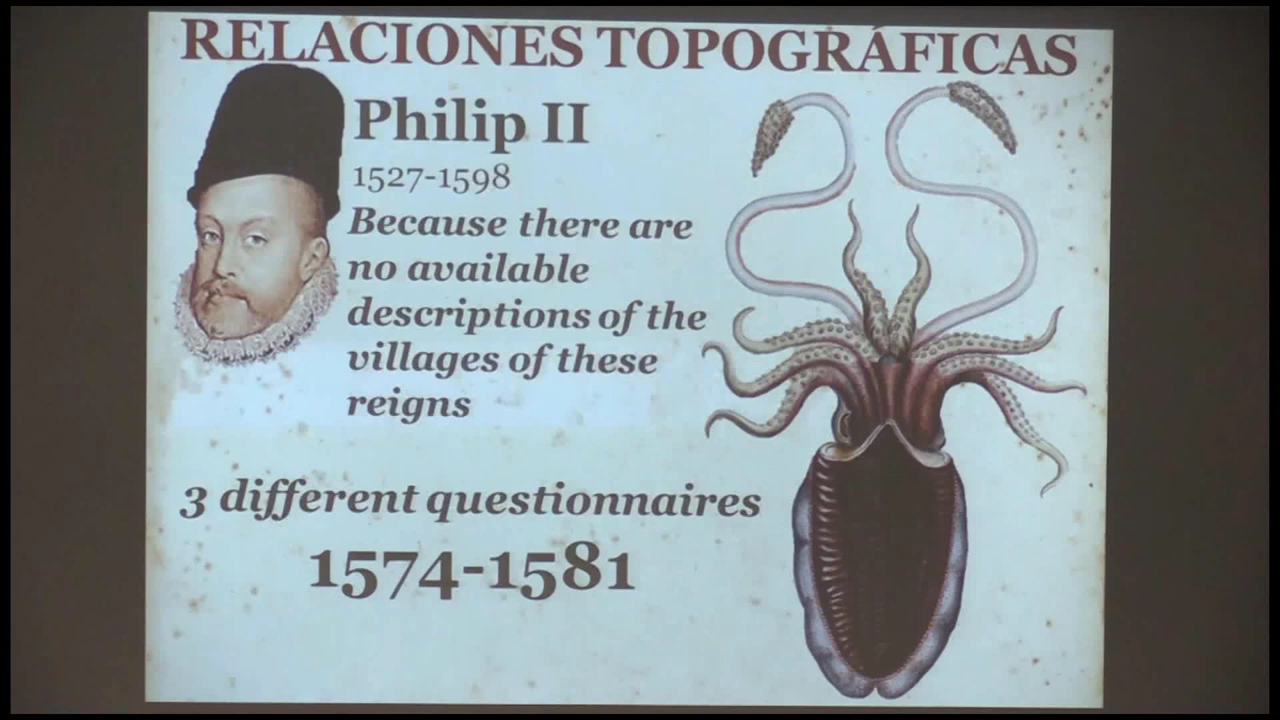 RELACIONES TOPOGRÁFICAS
Philip II
1527-1598
Because there are
no available
descriptions of the
villages of these
reigns
3 different questionnaires
1574-1581